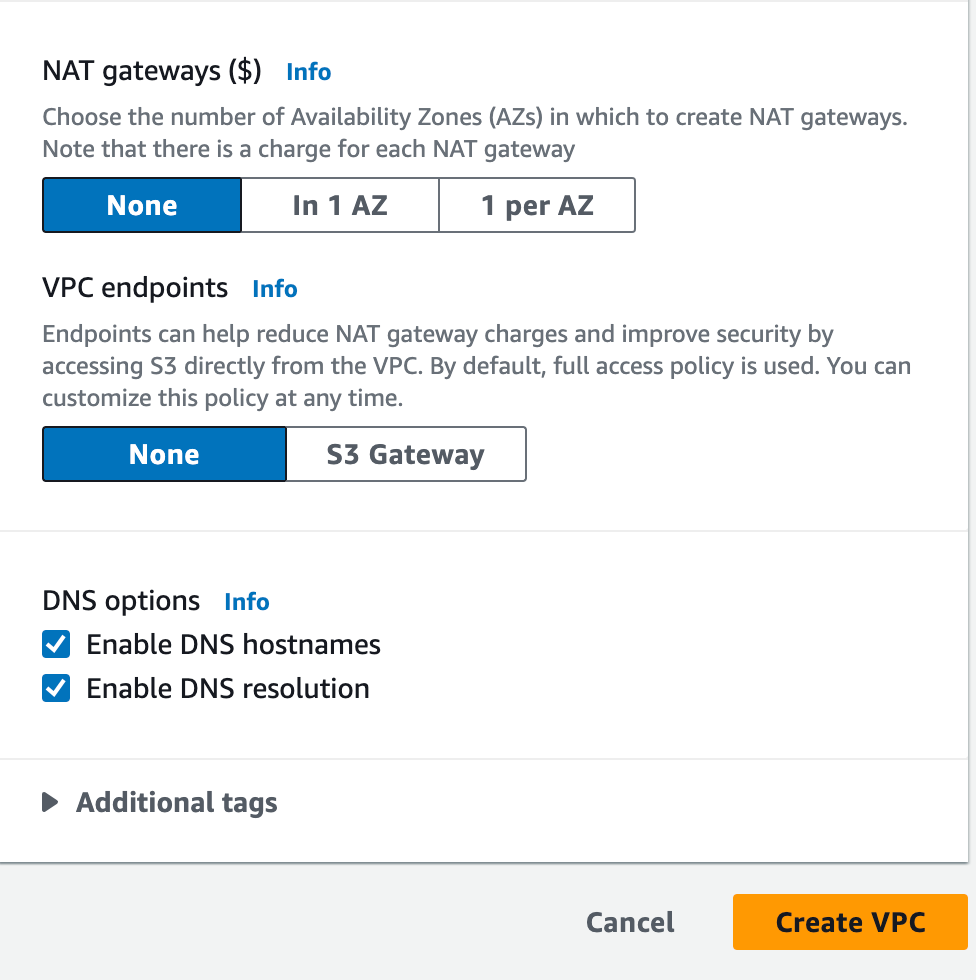 NAT gateways ($) Info
Choose the number of Availability Zones (AZs) in which to create NAT gateways.
Note that there is a charge for each NAT gateway
None In 1 AZ 1 per AZ
VPC endpoints Info
Endpoints can help reduce NAT gateway charges and improve security by
accessing S3 directly from the VPC. By default, full access policy is used. You can
customize this policy at any time.
None S3 Gateway
DNS options Info
Enable DNS hostnames
Enable DNS resolution
Additional tags
Cancel Create VPC